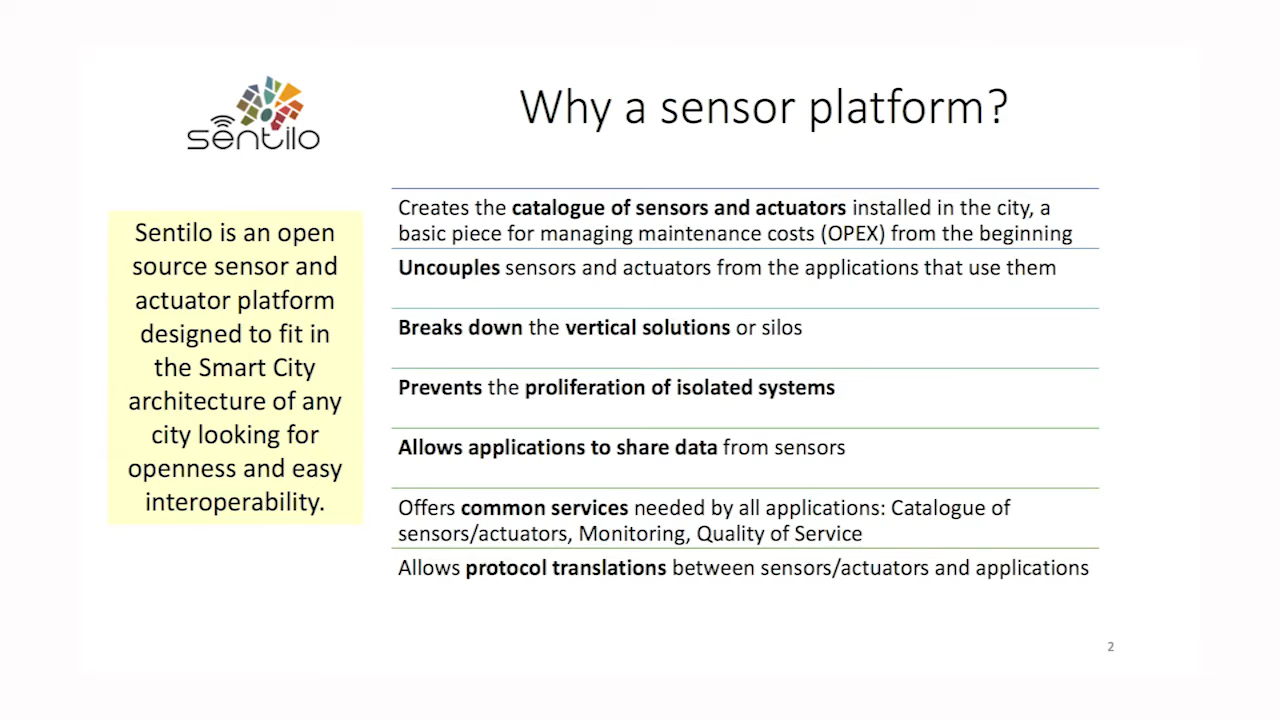 sentilo
Why a sensor platform?
Sentilo is an open
source sensor and
actuator platform
designed to fit in
the Smart City
architecture of any
city looking for
openness and easy
interoperability.
Creates the catalogue of sensors and actuators installed in the city, a
basic piece for managing maintenance costs (OPEX) from the beginning
Uncouples sensors and actuators from the applications that use them
Breaks down the vertical solutions or silos
Prevents the proliferation of isolated systems
Allows applications to share data from sensors
Offers common services needed by all applications: Catalogue of
sensors/actuators, Monitoring, Quality of Service
Allows protocol translations between sensors/actuators and applications
2